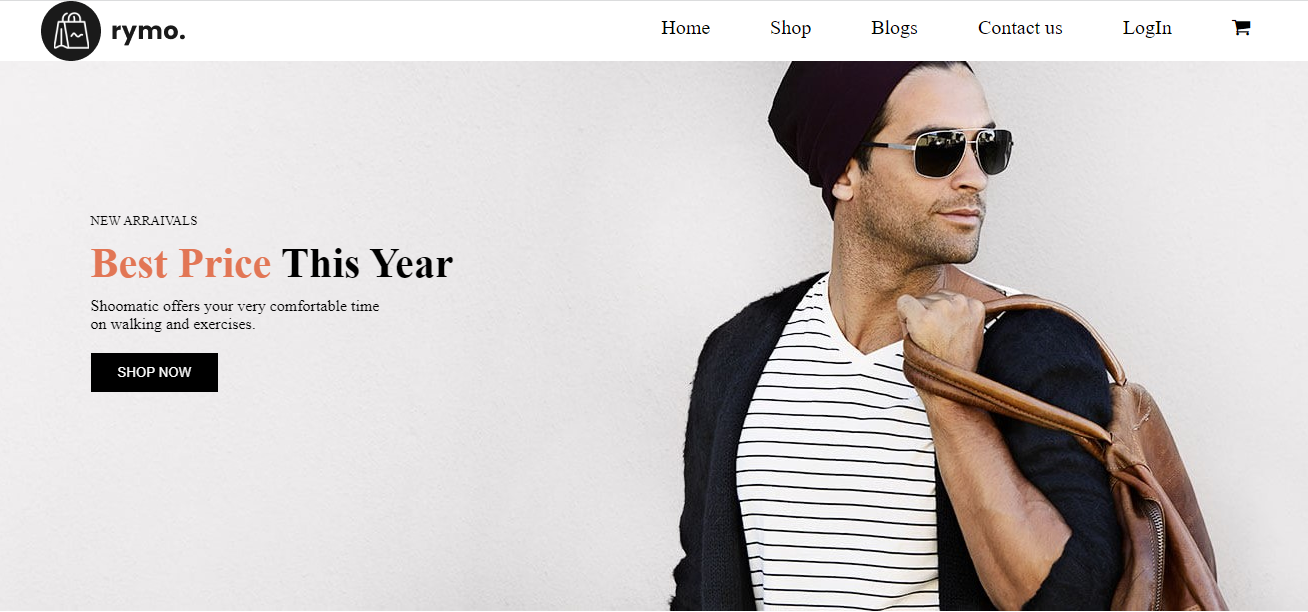 rymo.
Home
Shop
Blogs
Contact us
LogIn
NEW ARRAIVALS
Best Price This Year
Shoomatic offers your very comfortable time
on walking and exercises.
SHOP NOW